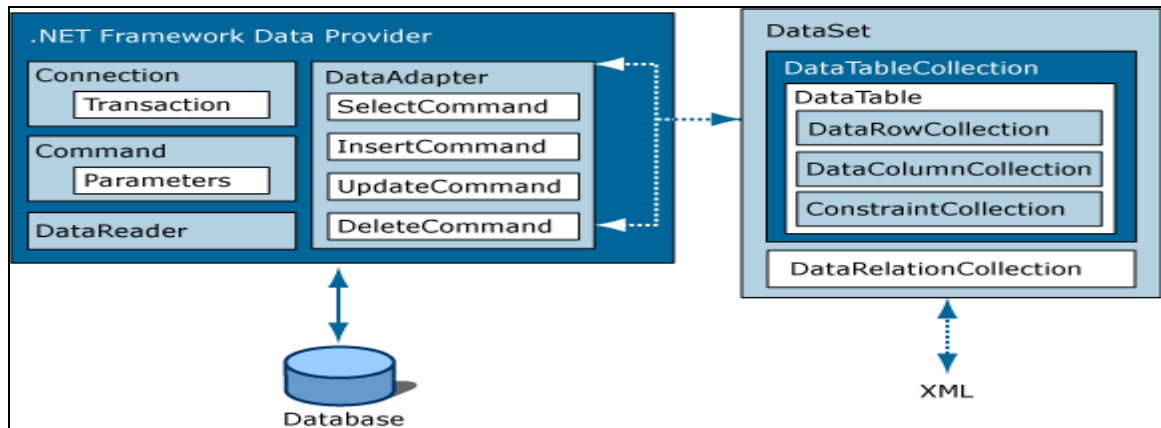 .NET Framework Data Provider
Connection
Transaction
Command
Parameters
DataReader
DataAdapter
SelectCommand
InsertCommand
UpdateCommand
DeleteCommand
Database
DataSet
DataTableCollection
DataTable
DataRowCollection
DataColumnCollection
ConstraintCollection
DataRelationCollection
XML